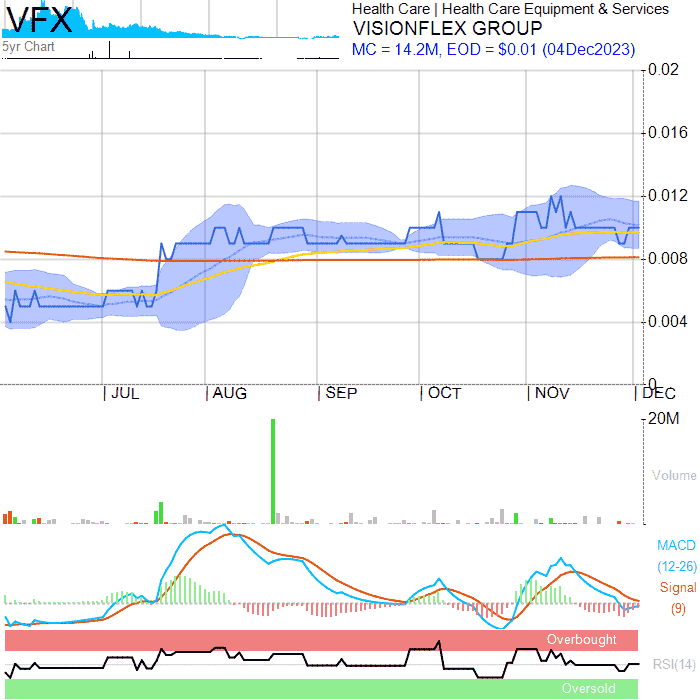 VFX
5yr Chart
Health Care | Health Care Equipment & Services
VISIONFLEX GROUP
MC = 14.2M, EOD = $0.01 (04Dec2023)
0.02
0.016
0.012
0.008
0.004
0
JUL AUG SEP OCT NOV DEC
20M
Volume
MACD
(12-26)
Signal
(9)
Overbought
RSI(14)
Oversold